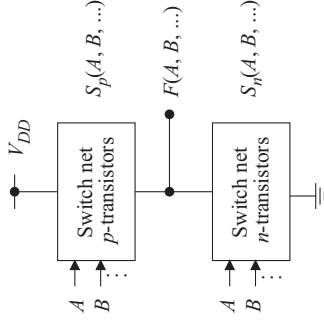 V_DD
A
B
...
Switch net
p-transistors
S_p(A, B, ...)
F(A, B, ...)
A
B
...
Switch net
n-transistors
S_n(A, B, ...)